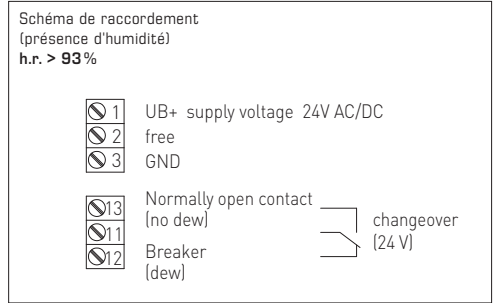 Schéma de raccordement
(présence d'humidité)
h.r. > 93%
1 UB+ supply voltage 24V AC/DC
2 free
3 GND
13 Normally open contact
(no dew)
11
12 Breaker
(dew)
changeover
(24 V)